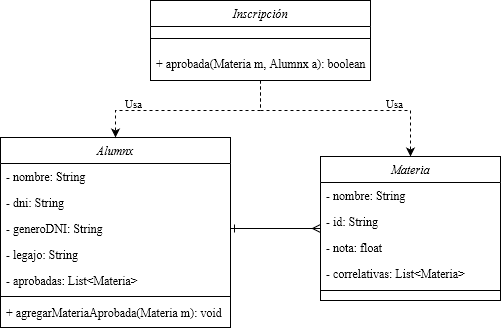 Inscripción
+ aprobada(Materia m, Alumnx a): boolean
Usa
Usa
Alumnx
- nombre: String
- dni: String
- generoDNI: String
- legajo: String
- aprobadas: List<Materia>
+ agregarMateriaAprobada(Materia m): void
Materia
- nombre: String
- id: String
- nota: float
- correlativas: List<Materia>